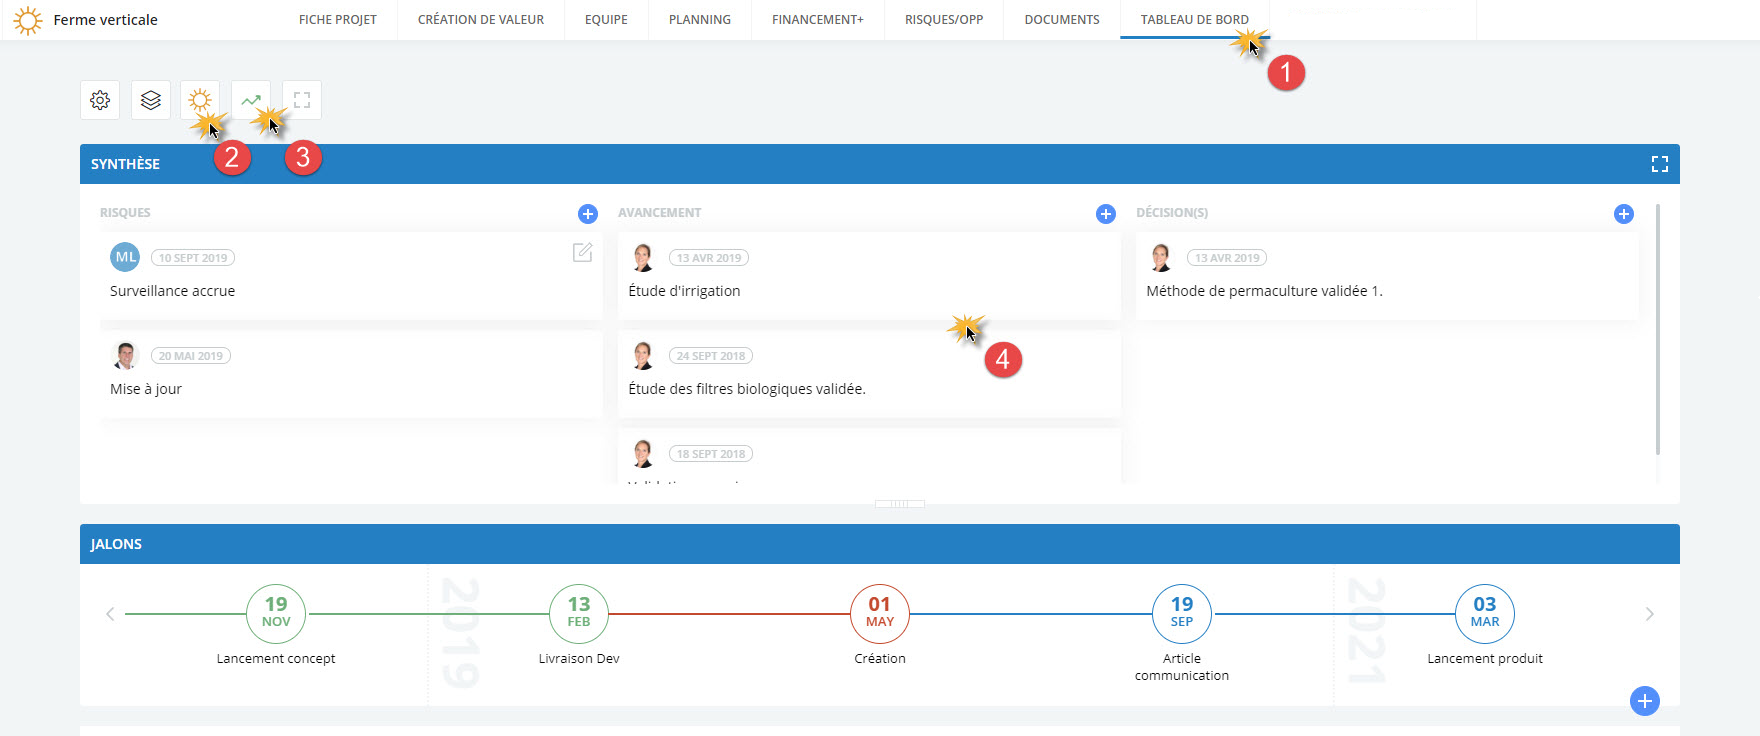 Ferme verticale
FICHE PROJET
CRÉATION DE VALEUR
EQUIPE
PLANNING
FINANCEMENT+
RISQUES/OPP
DOCUMENTS
TABLEAU DE BORD
1
2
3
SYNTHÈSE
RISQUES
AVANCEMENT
DÉCISION(S)
ML
10 SEPT 2019
Surveillance accrue
20 MAI 2019
Mise à jour
13 AVR 2019
Étude d'irrigation
4
24 SEPT 2018
Étude des filtres biologiques validée.
18 SEPT 2018
13 AVR 2019
Méthode de permaculture validée 1.
JALONS
19
NOV
Lancement concept
2019
13
FEB
Livraison Dev
01
MAY
Création
19
SEP
Article
communication
2021
03
MAR
Lancement produit